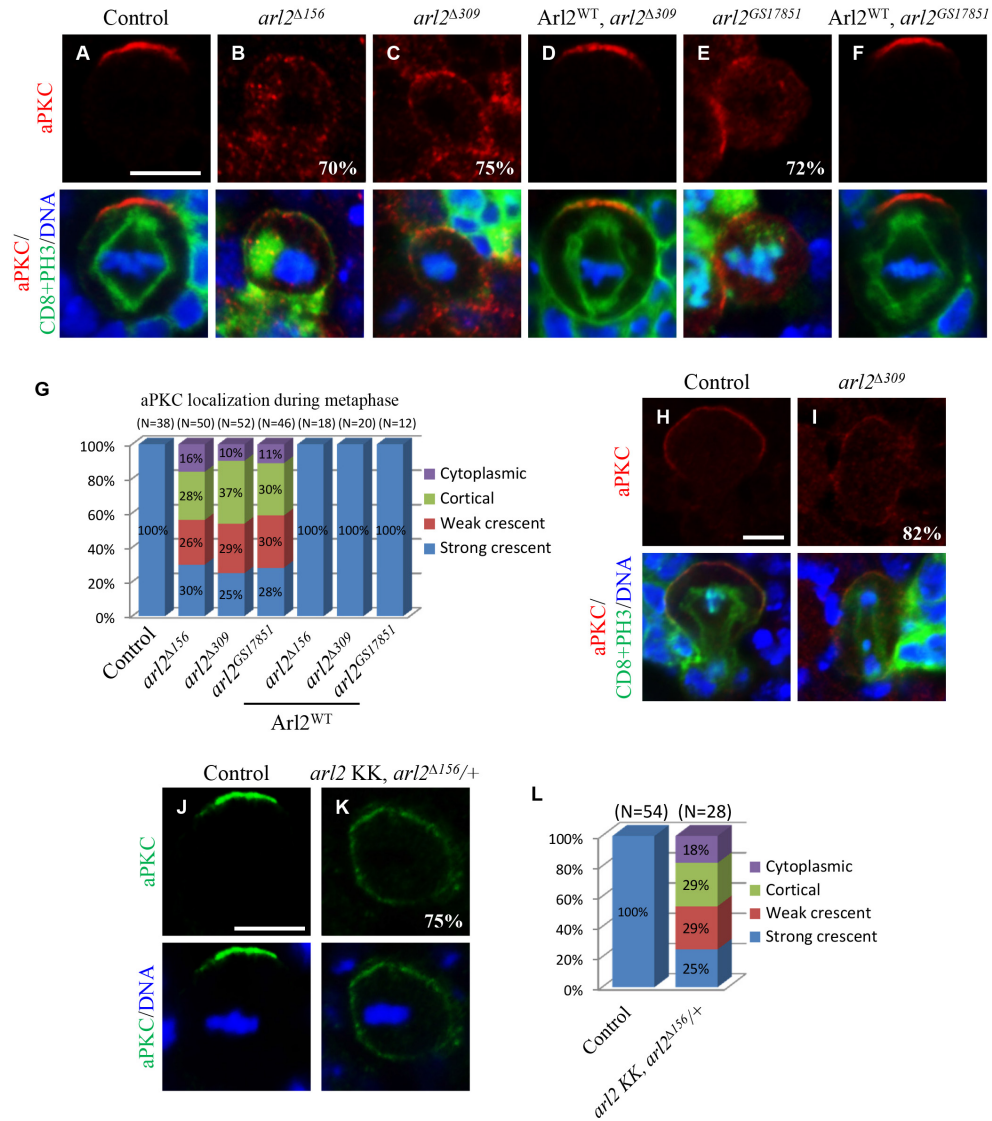 Control arl2Δ156 arl2Δ309 Arl2WT, arl2Δ309 arl2GS17851 Arl2WT, arl2GS17851
A B C D E F
aPKC
70% 75% 72%
aPKC/
CD8+PH3/DNA
G
aPKC localization during metaphase
(N=38) (N=50) (N=52) (N=46) (N=18) (N=20) (N=12)
100%
80%
60%
40%
20%
0%
100%
16%
28%
26%
30%
10%
37%
29%
25%
11%
30%
30%
28%
100%
100%
100%
Cytoplasmic
Cortical
Weak crescent
Strong crescent
Control
arl2Δ156
arl2Δ309
arl2GS17851
arl2Δ156
arl2Δ309
arl2GS17851
Arl2WT
Control arl2Δ309
H I
aPKC
82%
aPKC/
CD8+PH3/DNA
Control arl2 KK, arl2Δ156/+
J K
aPKC
75%
aPKC/DNA
L
(N=54) (N=28)
100%
80%
60%
40%
20%
0%
100%
18%
29%
29%
25%
Cytoplasmic
Cortical
Weak crescent
Strong crescent
Control
arl2 KK, arl2Δ156/+